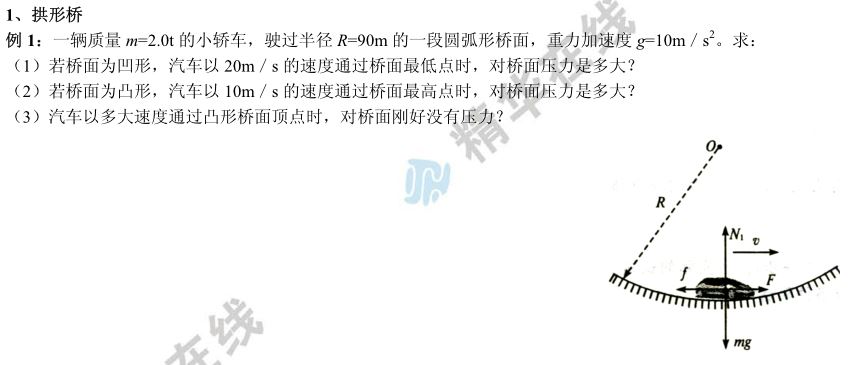 1、拱形桥
例 1：一辆质量 m=2.0t 的小轿车，驶过半径 R=90m 的一段圆弧形桥面，重力加速度 g=10m／s²。求：
（1）若桥面为凹形，汽车以 20m／s 的速度通过桥面最低点时，对桥面压力是多大？
（2）若桥面为凸形，汽车以 10m／s 的速度通过桥面最高点时，对桥面压力是多大？
（3）汽车以多大速度通过凸形桥面顶点时，对桥面刚好没有压力？
精华在线
O
R
N₁
v
f
F
mg
在线